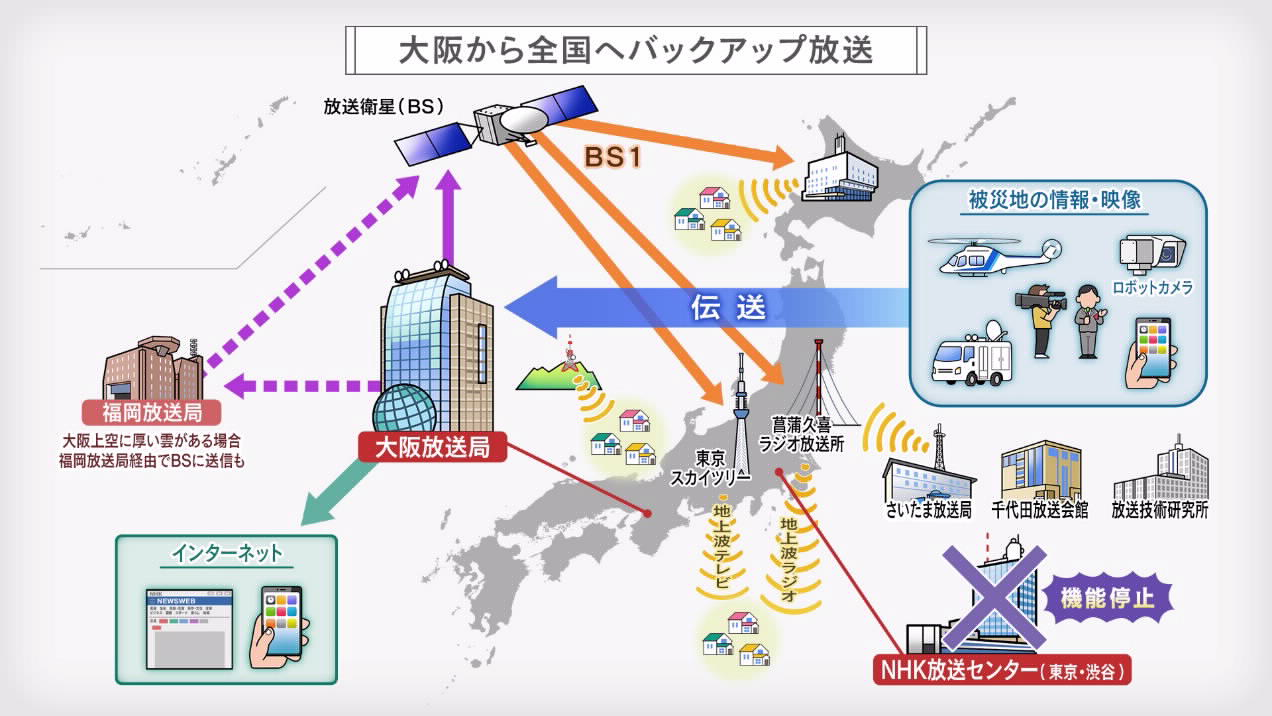 大阪から全国へバックアップ放送
放送衛星(BS)
BS1
被災地の情報・映像
ロボットカメラ
伝送
福岡放送局
大阪上空に厚い雲がある場合
福岡放送局経由でBSに送信も
大阪放送局
東京
スカイツリー
菖蒲久喜
ラジオ放送所
さいたま放送局
千代田放送会館
放送技術研究所
地上波テレビ
地上波ラジオ
インターネット
NHK
NEWSWEB
機能停止
NHK放送センター(東京・渋谷)